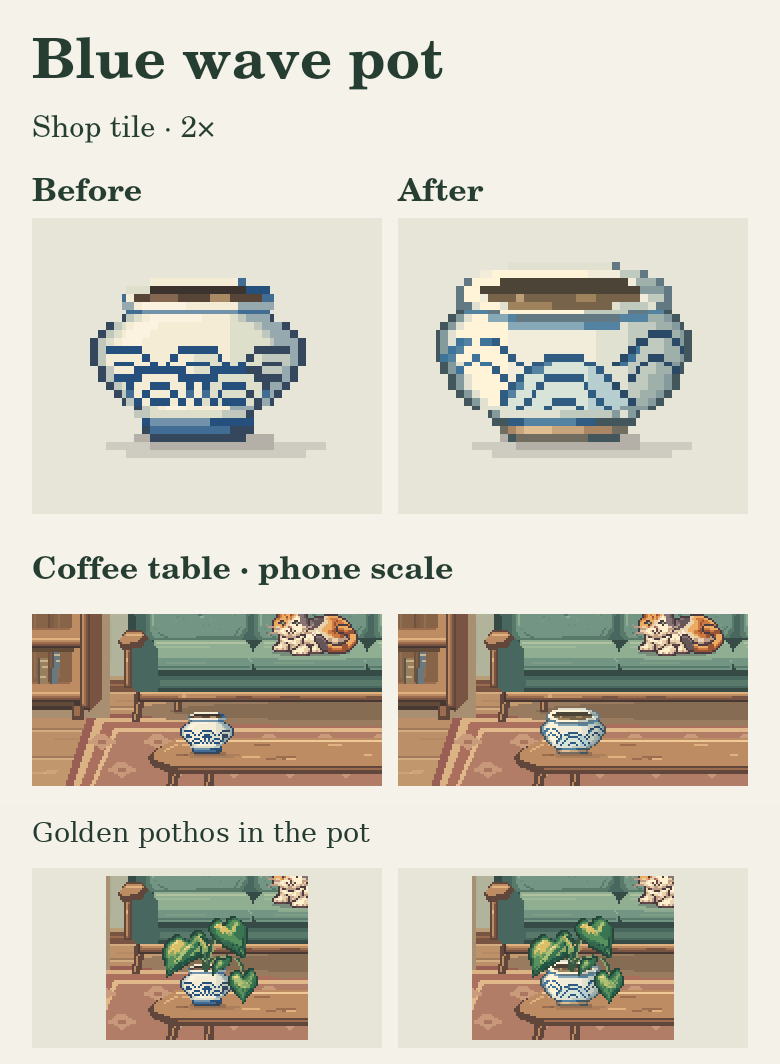 Blue wave pot
Shop tile · 2×
Before
After
Coffee table · phone scale
Golden pothos in the pot